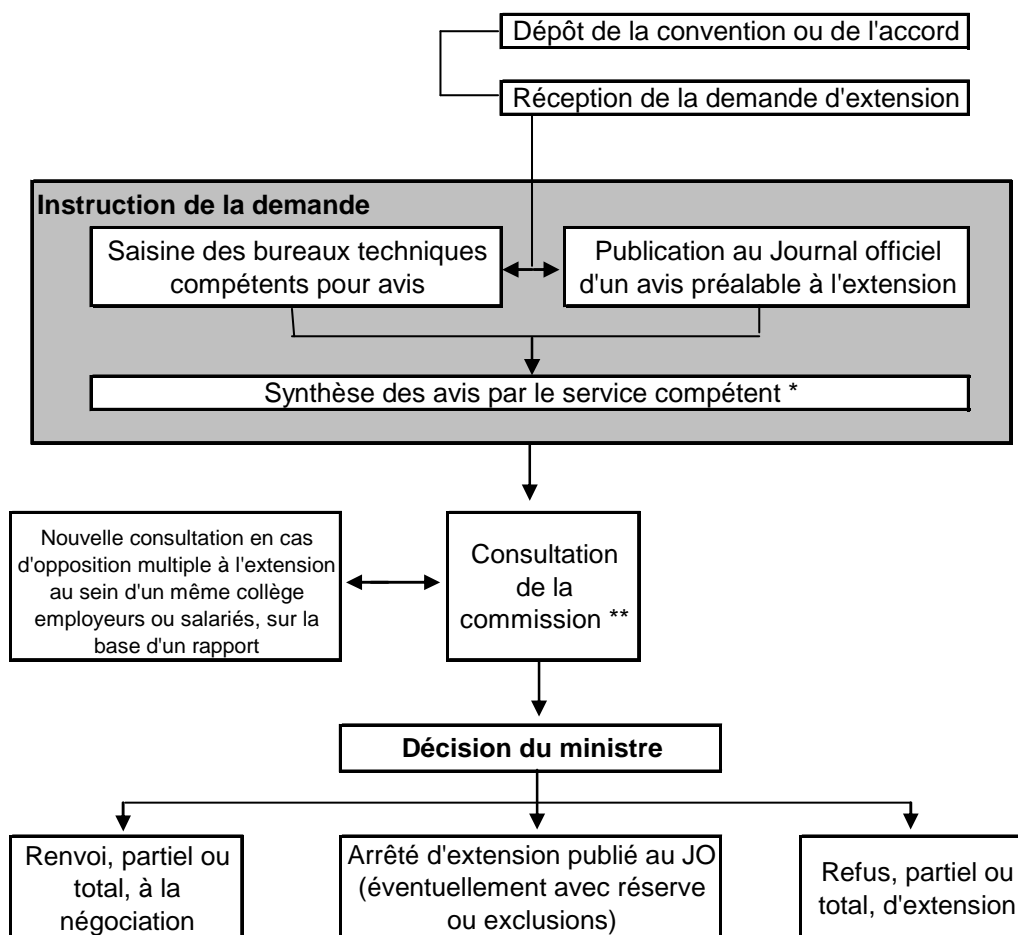 Dépôt de la convention ou de l'accord
Réception de la demande d'extension
Instruction de la demande
Saisine des bureaux techniques
compétents pour avis
Publication au Journal officiel
d'un avis préalable à l'extension
Synthèse des avis par le service compétent *
Nouvelle consultation en cas
d'opposition multiple à l'extension
au sein d'un même collège
employeurs ou salariés, sur la
base d'un rapport
Consultation
de la
commission **
Décision du ministre
Renvoi, partiel ou
total, à la
négociation
Arrêté d'extension publié au JO
(éventuellement avec réserve
ou exclusions)
Refus, partiel ou
total, d'extension